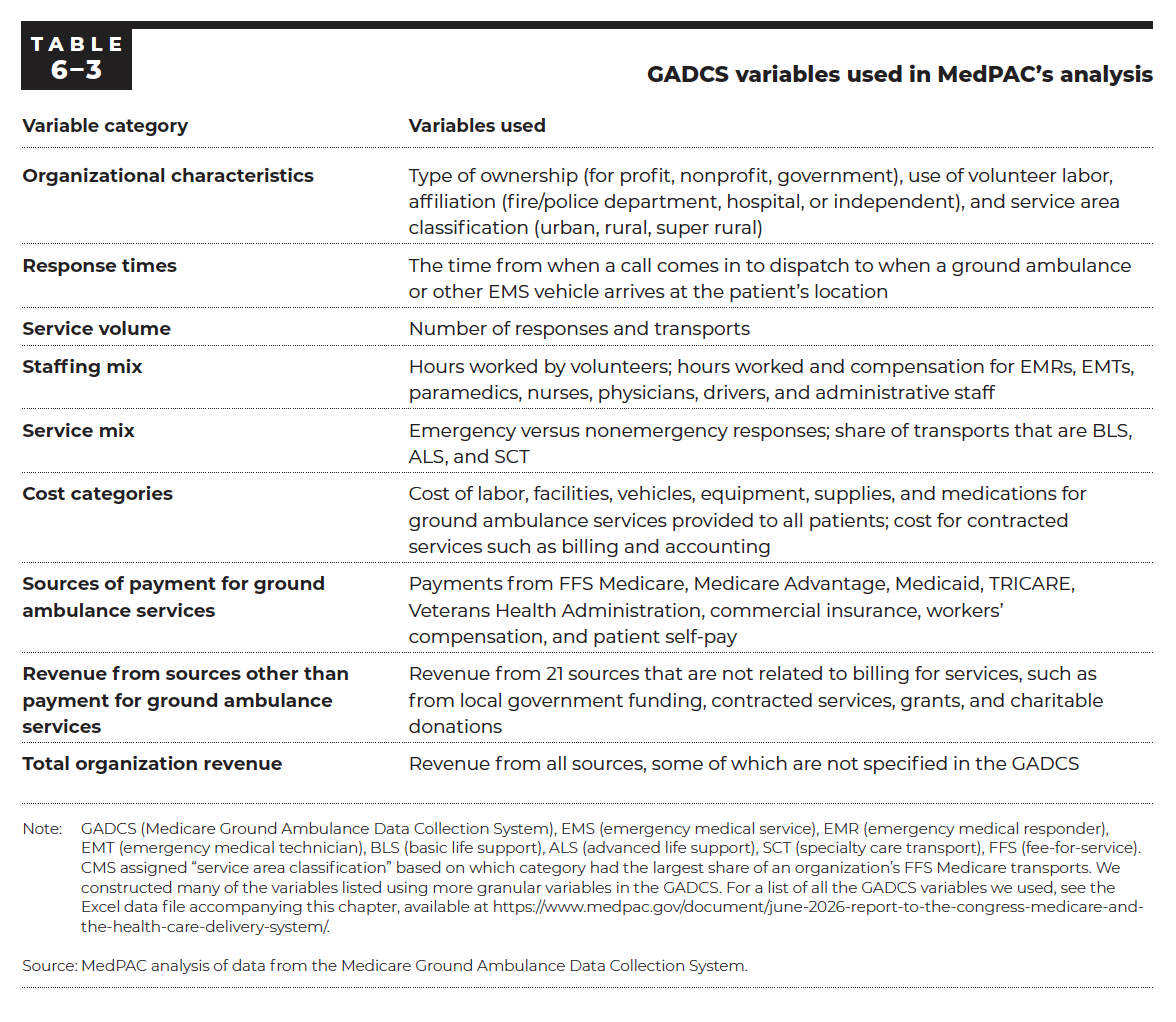 TABLE
6–3
GADCS variables used in MedPAC’s analysis
Variable category
Variables used
Organizational characteristics
Type of ownership (for profit, nonprofit, government), use of volunteer labor,
affiliation (fire/police department, hospital, or independent), and service area
classification (urban, rural, super rural)
Response times
The time from when a call comes in to dispatch to when a ground ambulance
or other EMS vehicle arrives at the patient’s location
Service volume
Number of responses and transports
Staffing mix
Hours worked by volunteers; hours worked and compensation for EMRs, EMTs,
paramedics, nurses, physicians, drivers, and administrative staff
Service mix
Emergency versus nonemergency responses; share of transports that are BLS,
ALS, and SCT
Cost categories
Cost of labor, facilities, vehicles, equipment, supplies, and medications for
ground ambulance services provided to all patients; cost for contracted
services such as billing and accounting
Sources of payment for ground
ambulance services
Payments from FFS Medicare, Medicare Advantage, Medicaid, TRICARE,
Veterans Health Administration, commercial insurance, workers’
compensation, and patient self-pay
Revenue from sources other than
payment for ground ambulance
services
Revenue from 21 sources that are not related to billing for services, such as
from local government funding, contracted services, grants, and charitable
donations
Total organization revenue
Revenue from all sources, some of which are not specified in the GADCS
Note: GADCS (Medicare Ground Ambulance Data Collection System), EMS (emergency medical service), EMR (emergency medical responder),
EMT (emergency medical technician), BLS (basic life support), ALS (advanced life support), SCT (specialty care transport), FFS (fee-for-service).
CMS assigned “service area classification” based on which category had the largest share of an organization’s FFS Medicare transports. We
constructed many of the variables listed using more granular variables in the GADCS. For a list of all the GADCS variables we used, see the
Excel data file accompanying this chapter, available at https://www.medpac.gov/document/june-2026-report-to-the-congress-medicare-and-
the-health-care-delivery-system/.
Source: MedPAC analysis of data from the Medicare Ground Ambulance Data Collection System.